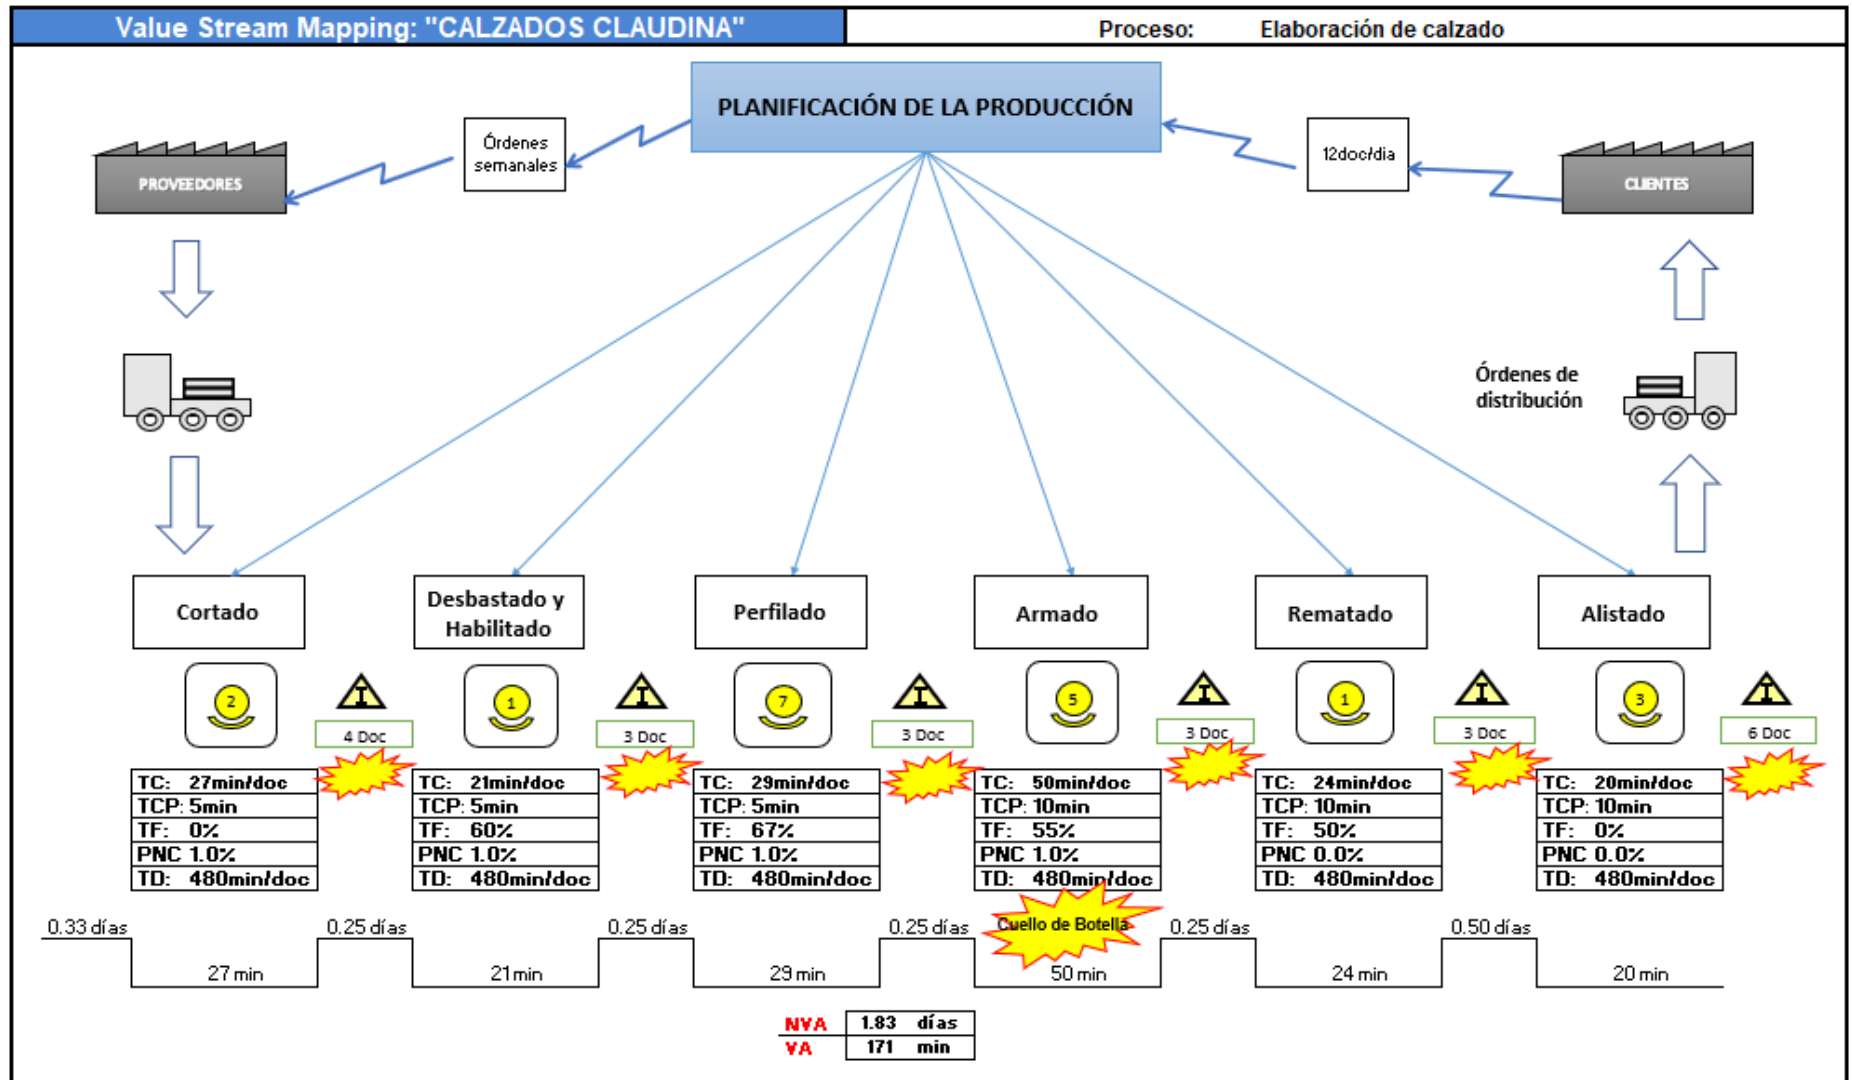 Value Stream Mapping: "CALZADOS CLAUDINA"
Proceso: Elaboración de calzado
PLANIFICACIÓN DE LA PRODUCCIÓN
Órdenes
semanales
12doc/dia
PROVEEDORES
CLIENTES
Órdenes de
distribución
Cortado
Desbastado y
Habilitado
Perfilado
Armado
Rematado
Alistado
2
I
4 Doc
1
I
3 Doc
7
I
3 Doc
5
I
3 Doc
1
I
3 Doc
3
I
6 Doc
TC: 27min/doc
TCP: 5min
TF: 0%
PNC 1.0%
TD: 480min/doc
TC: 21min/doc
TCP: 5min
TF: 60%
PNC 1.0%
TD: 480min/doc
TC: 29min/doc
TCP: 5min
TF: 67%
PNC 1.0%
TD: 480min/doc
TC: 50min/doc
TCP: 10min
TF: 55%
PNC 1.0%
TD: 480min/doc
TC: 24min/doc
TCP: 10min
TF: 50%
PNC 0.0%
TD: 480min/doc
TC: 20min/doc
TCP: 10min
TF: 0%
PNC 0.0%
TD: 480min/doc
Cuello de Botella
0.33 días
0.25 días
0.25 días
0.25 días
0.25 días
0.50 días
27 min
21 min
29 min
50 min
24 min
20 min
NVA 1.83 días
VA 171 min